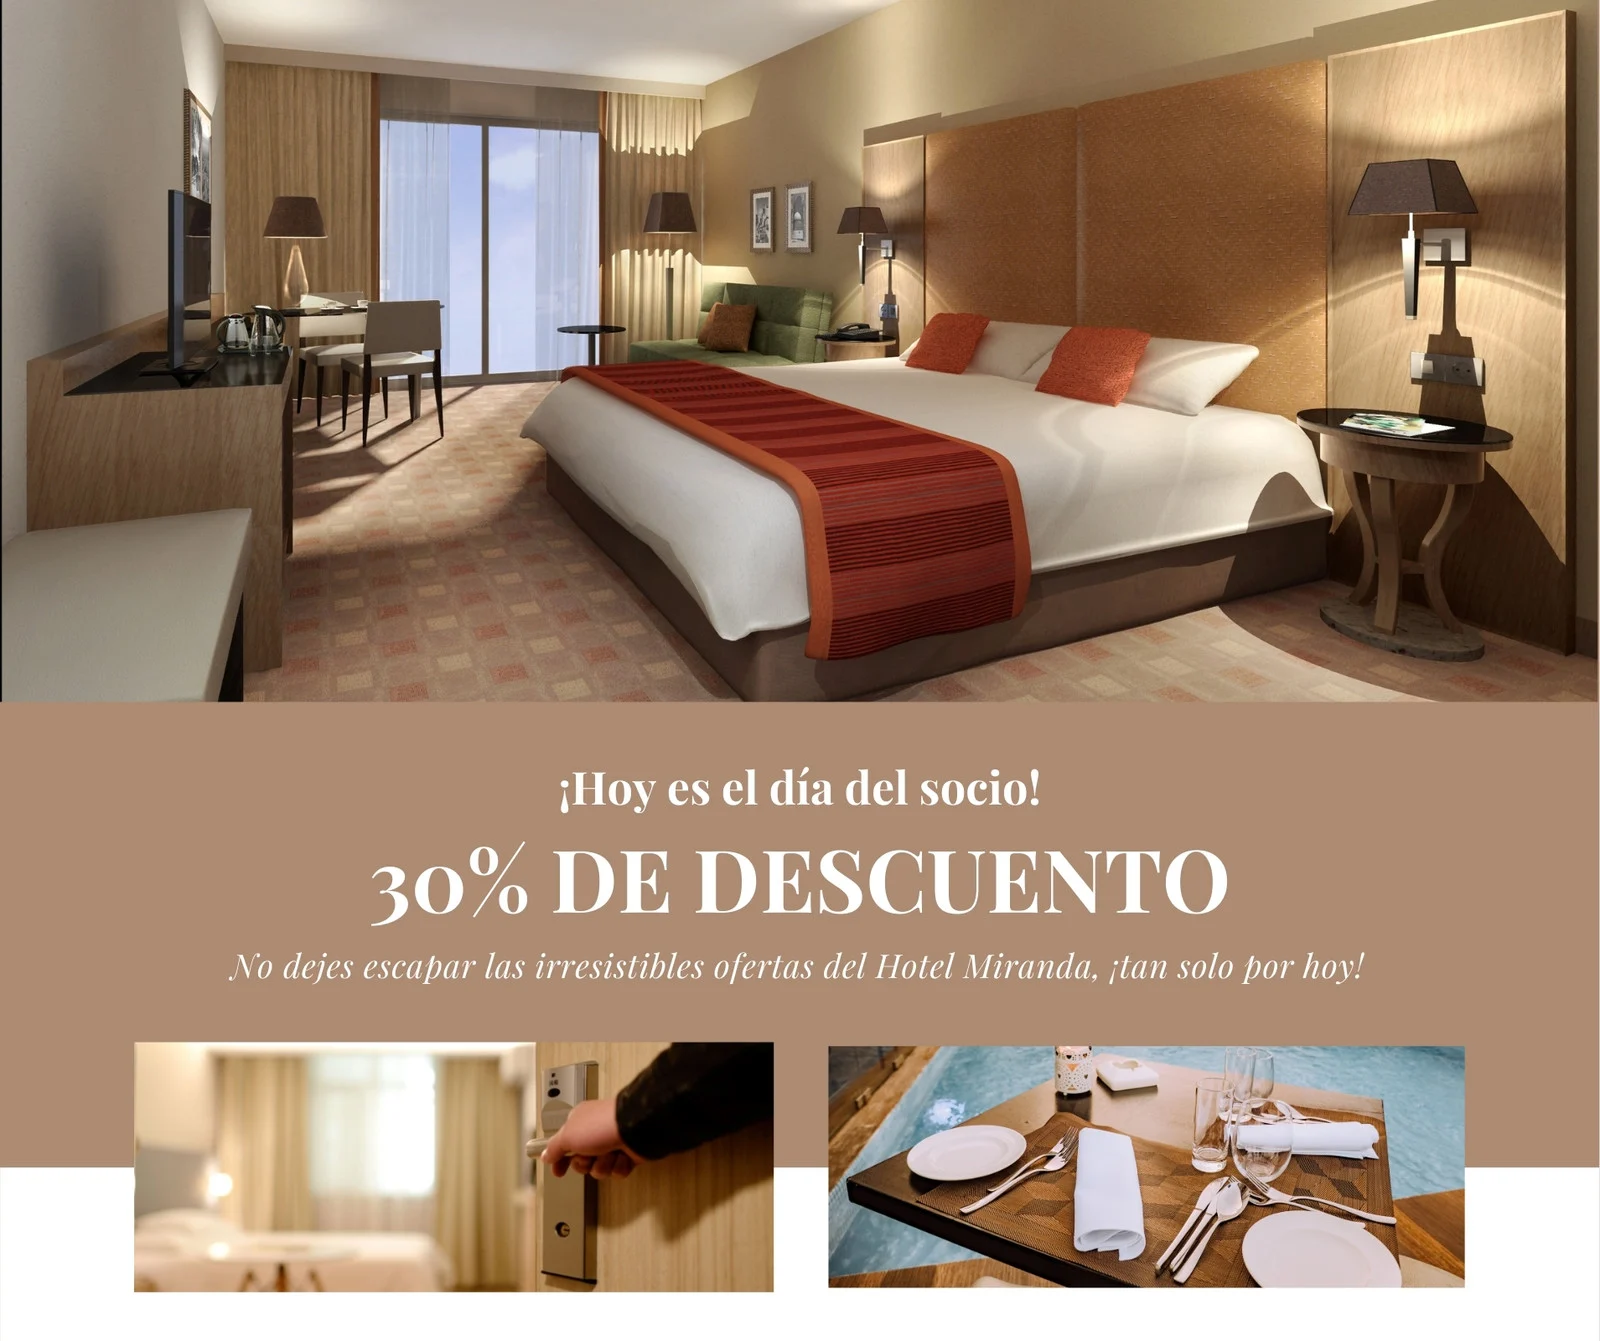 ¡Hoy es el día del socio!
30% DE DESCUENTO
No dejes escapar las irresistibles ofertas del Hotel Miranda, ¡tan solo por hoy!